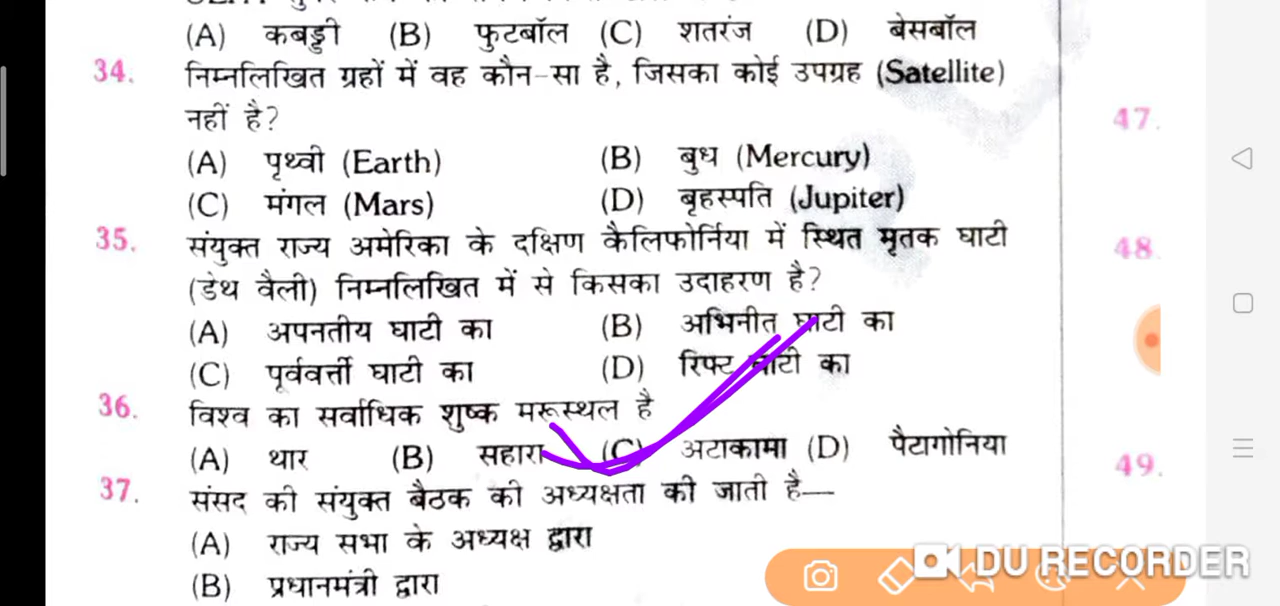 (A) कबड्डी (B) फुटबॉल (C) शतरंज (D) बेसबॉल
34. निम्नलिखित ग्रहों में वह कौन-सा है, जिसका कोई उपग्रह (Satellite)
नहीं है?
(A) पृथ्वी (Earth) (B) बुध (Mercury)
(C) मंगल (Mars) (D) बृहस्पति (Jupiter)
35. संयुक्त राज्य अमेरिका के दक्षिण कैलिफोर्निया में स्थित मृतक घाटी
(डेथ वैली) निम्नलिखित में से किसका उदाहरण है?
(A) अपनतीय घाटी का (B) अभिनीत घाटी का
(C) पूर्ववर्त्ती घाटी का (D) रिफ्ट घाटी का
36. विश्व का सर्वाधिक शुष्क मरूस्थल है
(A) थार (B) सहारा (C) अटाकामा (D) पैटागोनिया
37. संसद की संयुक्त बैठक की अध्यक्षता की जाती है—
(A) राज्य सभा के अध्यक्ष द्वारा
(B) प्रधानमंत्री द्वारा
47.
48.
49.
DU RECORDER